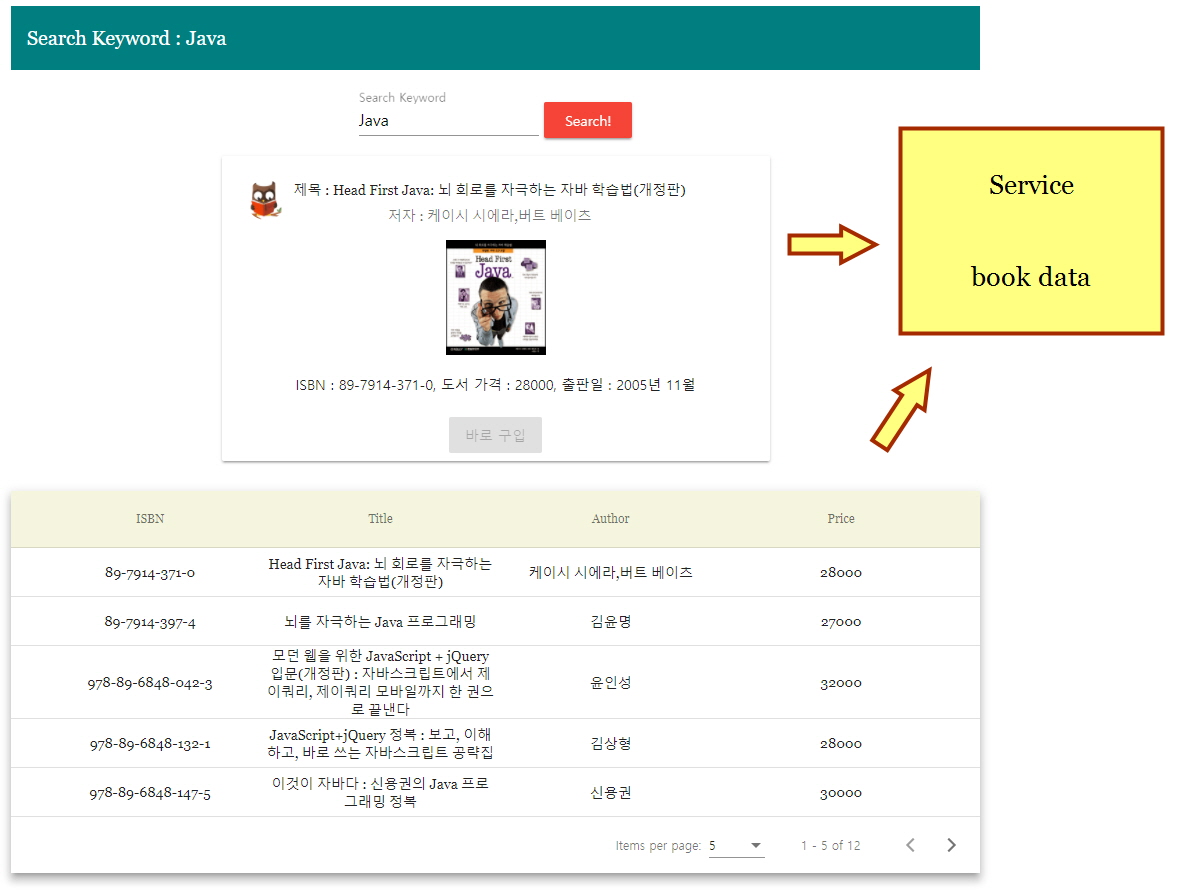 Search Keyword : Java
Search Keyword
Java
Search!
제목 : Head First Java: 뇌 회로를 자극하는 자바 학습법(개정판)
저자 : 케이시 시에라,버트 베이츠
Head First
Java
ISBN : 89-7914-371-0, 도서 가격 : 28000, 출판일 : 2005년 11월
바로 구입
Service
book data
ISBN Title Author Price
Head First Java: 뇌 회로를 자극하는
89-7914-371-0 케이시 시에라,버트 베이츠 28000
자바 학습법(개정판)
89-7914-397-4 뇌를 자극하는 Java 프로그래밍 김윤명 27000
모던 웹을 위한 JavaScript + jQuery
입문(개정판) : 자바스크립트에서 제
978-89-6848-042-3 윤인성 32000
이쿼리, 제이쿼리 모바일까지 한 권으
로 끝낸다
JavaScript+jQuery 정복 : 보고, 이해
978-89-6848-132-1 김상형 28000
하고, 바로 쓰는 자바스크립트 공략집
이것이 자바다 : 신용권의 Java 프로
978-89-6848-147-5 신용권 30000
그래밍 정복
Items per page: 5 1 - 5 of 12